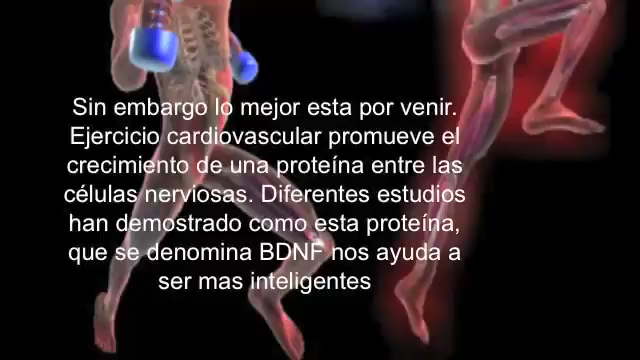 Sin embargo lo mejor esta por venir.
Ejercicio cardiovascular promueve el
crecimiento de una proteína entre las
células nerviosas. Diferentes estudios
han demostrado como esta proteína,
que se denomina BDNF nos ayuda a
ser mas inteligentes